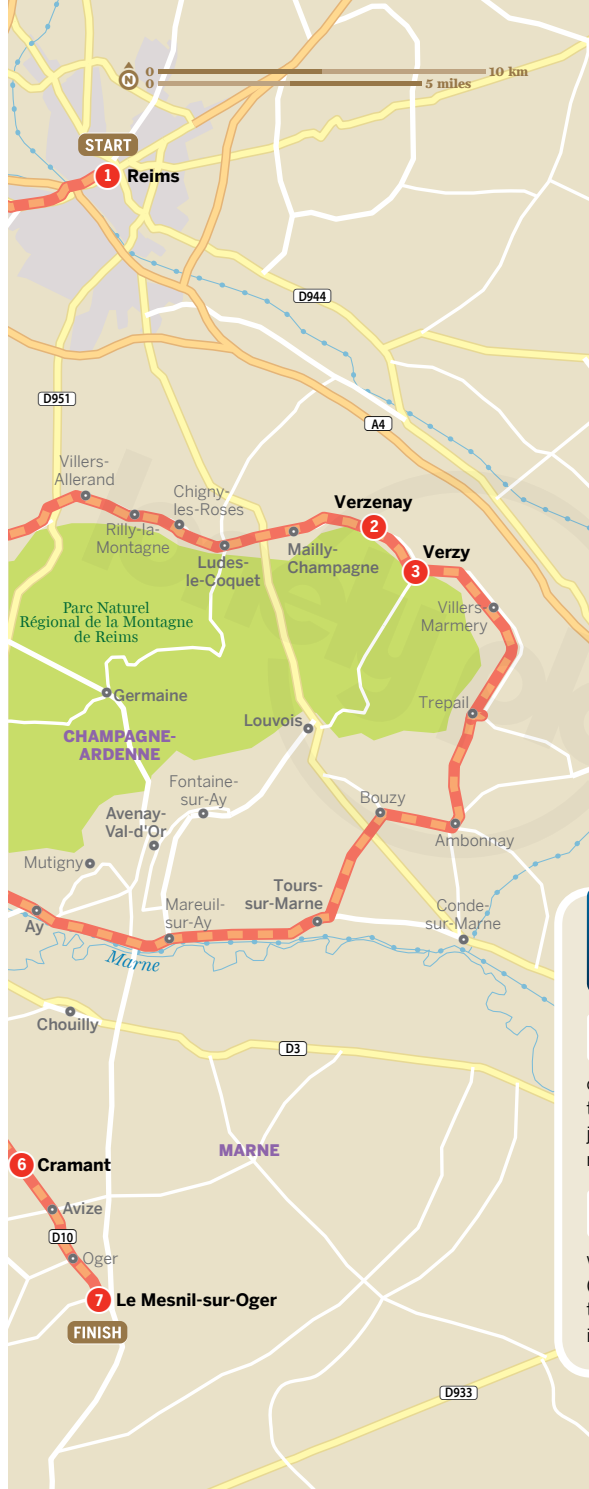 N
0
10 km
0
5 miles
START
1 Reims
D944
D951
A4
Villers-
Allerand
Rilly-la-
Montagne
Chigny-
les-Roses
Ludes-
le-Coquet
Mailly-
Champagne
Verzenay
2
3
Verzy
Villers-
Marmery
Parc Naturel
Régional de la Montagne
de Reims
Trepail
Germaine
CHAMPAGNE-
ARDENNE
Louvois
Fontaine-
sur-Ay
Avenay-
Val-d'Or
Bouzy
Ambonnay
Mutigny
Ay
Mareuil-
sur-Ay
Tours-
sur-Marne
Conde-
sur-Marne
Marne
Chouilly
D3
6 Cramant
MARNE
Avize
D10
Oger
7 Le Mesnil-sur-Oger
FINISH
D933